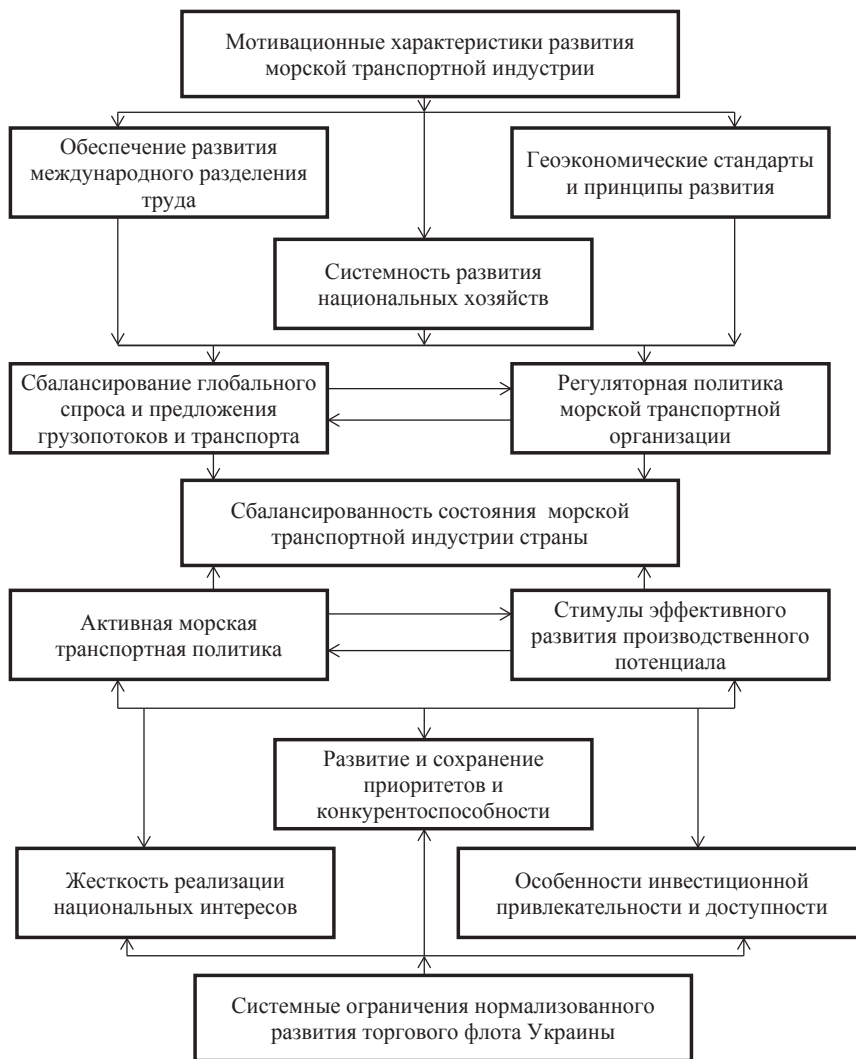 Мотивационные характеристики развития
морской транспортной индустрии
Обеспечение развития
международного разделения
труда
Геоэкономические стандарты
и принципы развития
Системность развития
национальных хозяйств
Сбалансирование глобального
спроса и предложения
грузопотоков и транспорта
Регуляторная политика
морской транспортной
организации
Сбалансированность состояния морской
транспортной индустрии страны
Активная морская
транспортная политика
Стимулы эффективного
развития производственного
потенциала
Развитие и сохранение
приоритетов и
конкурентоспособности
Жесткость реализации
национальных интересов
Особенности инвестиционной
привлекательности и доступности
Системные ограничения нормализованного
развития торгового флота Украины